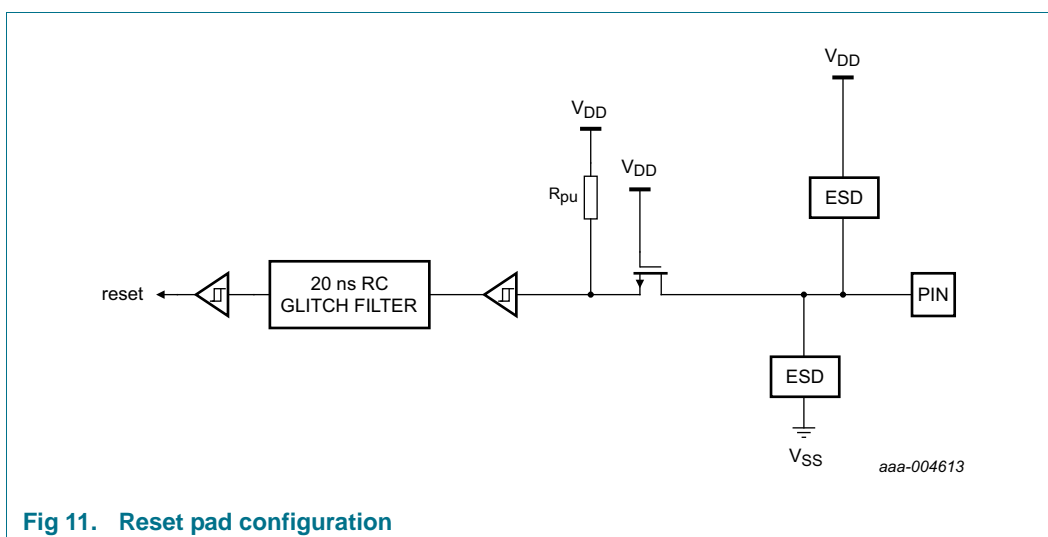 VDD
VDD
VDD
Rpu
ESD
reset
20 ns RC
GLITCH FILTER
PIN
ESD
VSS
aaa-004613
Fig 11. Reset pad configuration